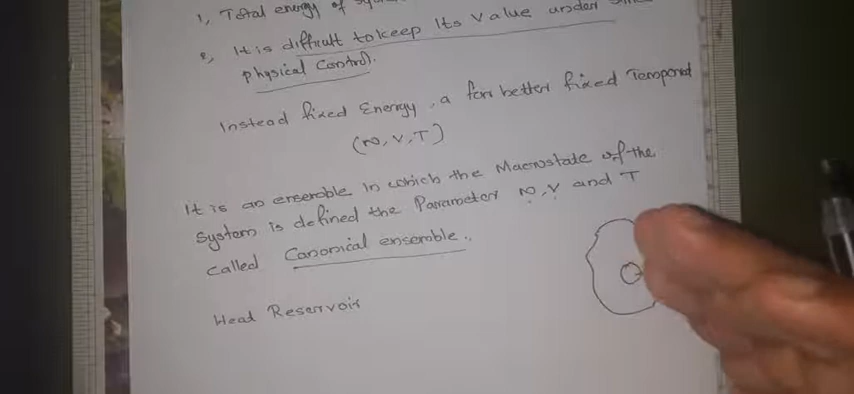 1, Total energy of
2, It is difficult to keep Its value under
physical control.
Instead fixed Energy, a far better fixed Temperat
(N, V, T)
It is an enserable in which the Macrostate of the
System is defined the Parameter N, V and T
called Canonical ensemble.
Head Reservoir